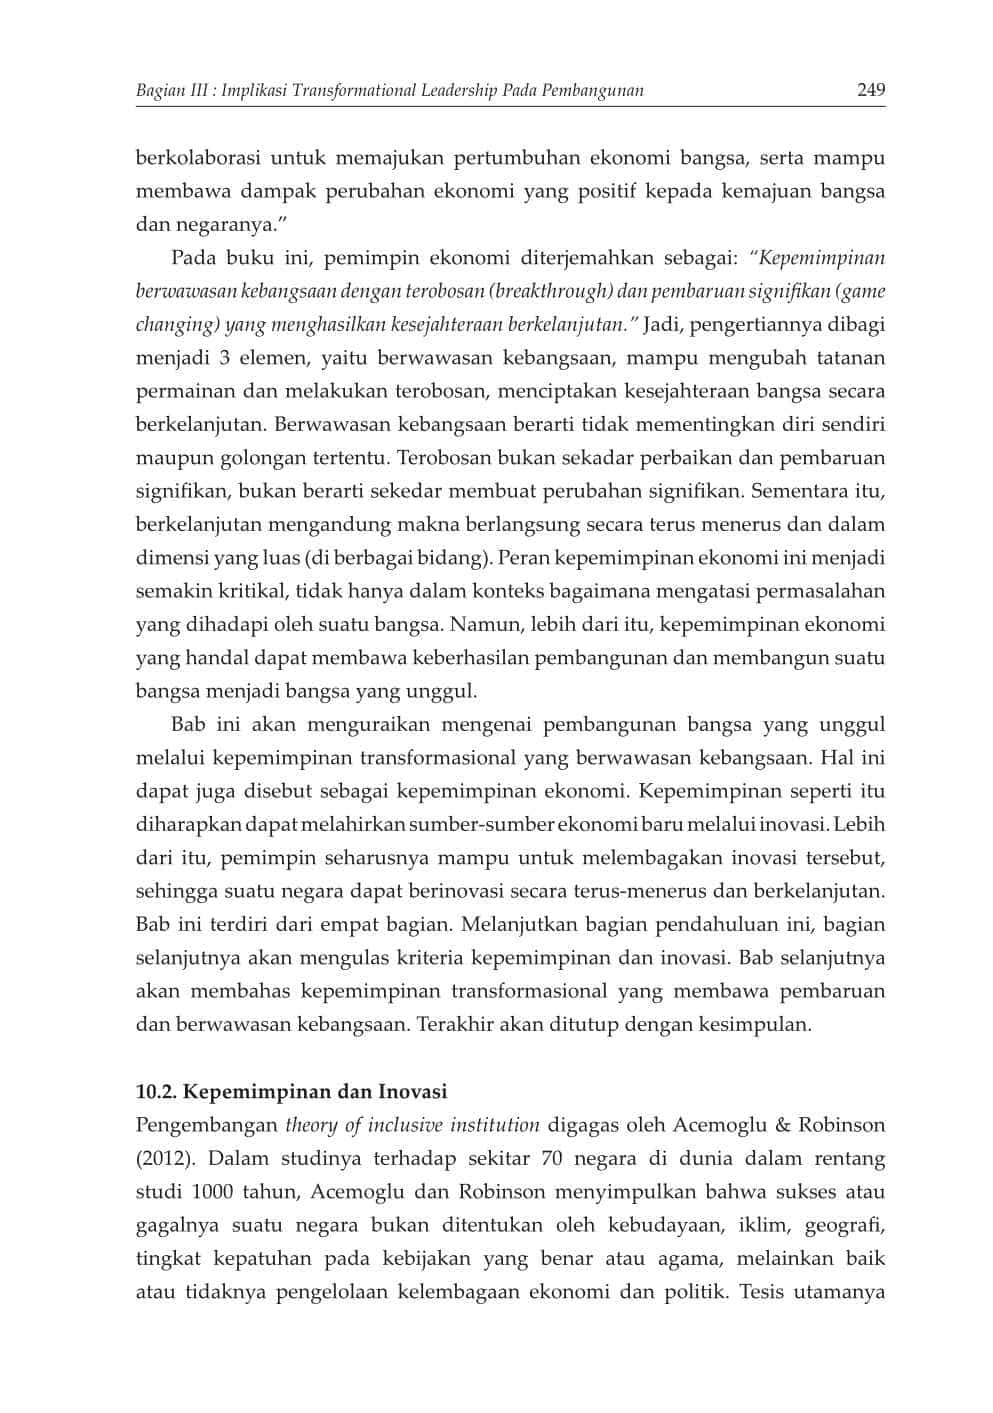 Bagian III : Implikasi Transformational Leadership Pada Pembangunan 249
berkolaborasi untuk memajukan pertumbuhan ekonomi bangsa, serta mampu
membawa dampak perubahan ekonomi yang positif kepada kemajuan bangsa
dan negaranya.”
Pada buku ini, pemimpin ekonomi diterjemahkan sebagai: “Kepemimpinan
berwawasan kebangsaan dengan terobosan (breakthrough) dan pembaruan signifikan (game
changing) yang menghasilkan kesejahteraan berkelanjutan.” Jadi, pengertiannya dibagi
menjadi 3 elemen, yaitu berwawasan kebangsaan, mampu mengubah tatanan
permainan dan melakukan terobosan, menciptakan kesejahteraan bangsa secara
berkelanjutan. Berwawasan kebangsaan berarti tidak mementingkan diri sendiri
maupun golongan tertentu. Terobosan bukan sekadar perbaikan dan pembaruan
signifikan, bukan berarti sekedar membuat perubahan signifikan. Sementara itu,
berkelanjutan mengandung makna berlangsung secara terus menerus dan dalam
dimensi yang luas (di berbagai bidang). Peran kepemimpinan ekonomi ini menjadi
semakin kritikal, tidak hanya dalam konteks bagaimana mengatasi permasalahan
yang dihadapi oleh suatu bangsa. Namun, lebih dari itu, kepemimpinan ekonomi
yang handal dapat membawa keberhasilan pembangunan dan membangun suatu
bangsa menjadi bangsa yang unggul.
Bab ini akan menguraikan mengenai pembangunan bangsa yang unggul
melalui kepemimpinan transformasional yang berwawasan kebangsaan. Hal ini
dapat juga disebut sebagai kepemimpinan ekonomi. Kepemimpinan seperti itu
diharapkan dapat melahirkan sumber-sumber ekonomi baru melalui inovasi. Lebih
dari itu, pemimpin seharusnya mampu untuk melembagakan inovasi tersebut,
sehingga suatu negara dapat berinovasi secara terus-menerus dan berkelanjutan.
Bab ini terdiri dari empat bagian. Melanjutkan bagian pendahuluan ini, bagian
selanjutnya akan mengulas kriteria kepemimpinan dan inovasi. Bab selanjutnya
akan membahas kepemimpinan transformasional yang membawa pembaruan
dan berwawasan kebangsaan. Terakhir akan ditutup dengan kesimpulan.
10.2. Kepemimpinan dan Inovasi
Pengembangan theory of inclusive institution digagas oleh Acemoglu & Robinson
(2012). Dalam studinya terhadap sekitar 70 negara di dunia dalam rentang
studi 1000 tahun, Acemoglu dan Robinson menyimpulkan bahwa sukses atau
gagalnya suatu negara bukan ditentukan oleh kebudayaan, iklim, geografi,
tingkat kepatuhan pada kebijakan yang benar atau agama, melainkan baik
atau tidaknya pengelolaan kelembagaan ekonomi dan politik. Tesis utamanya